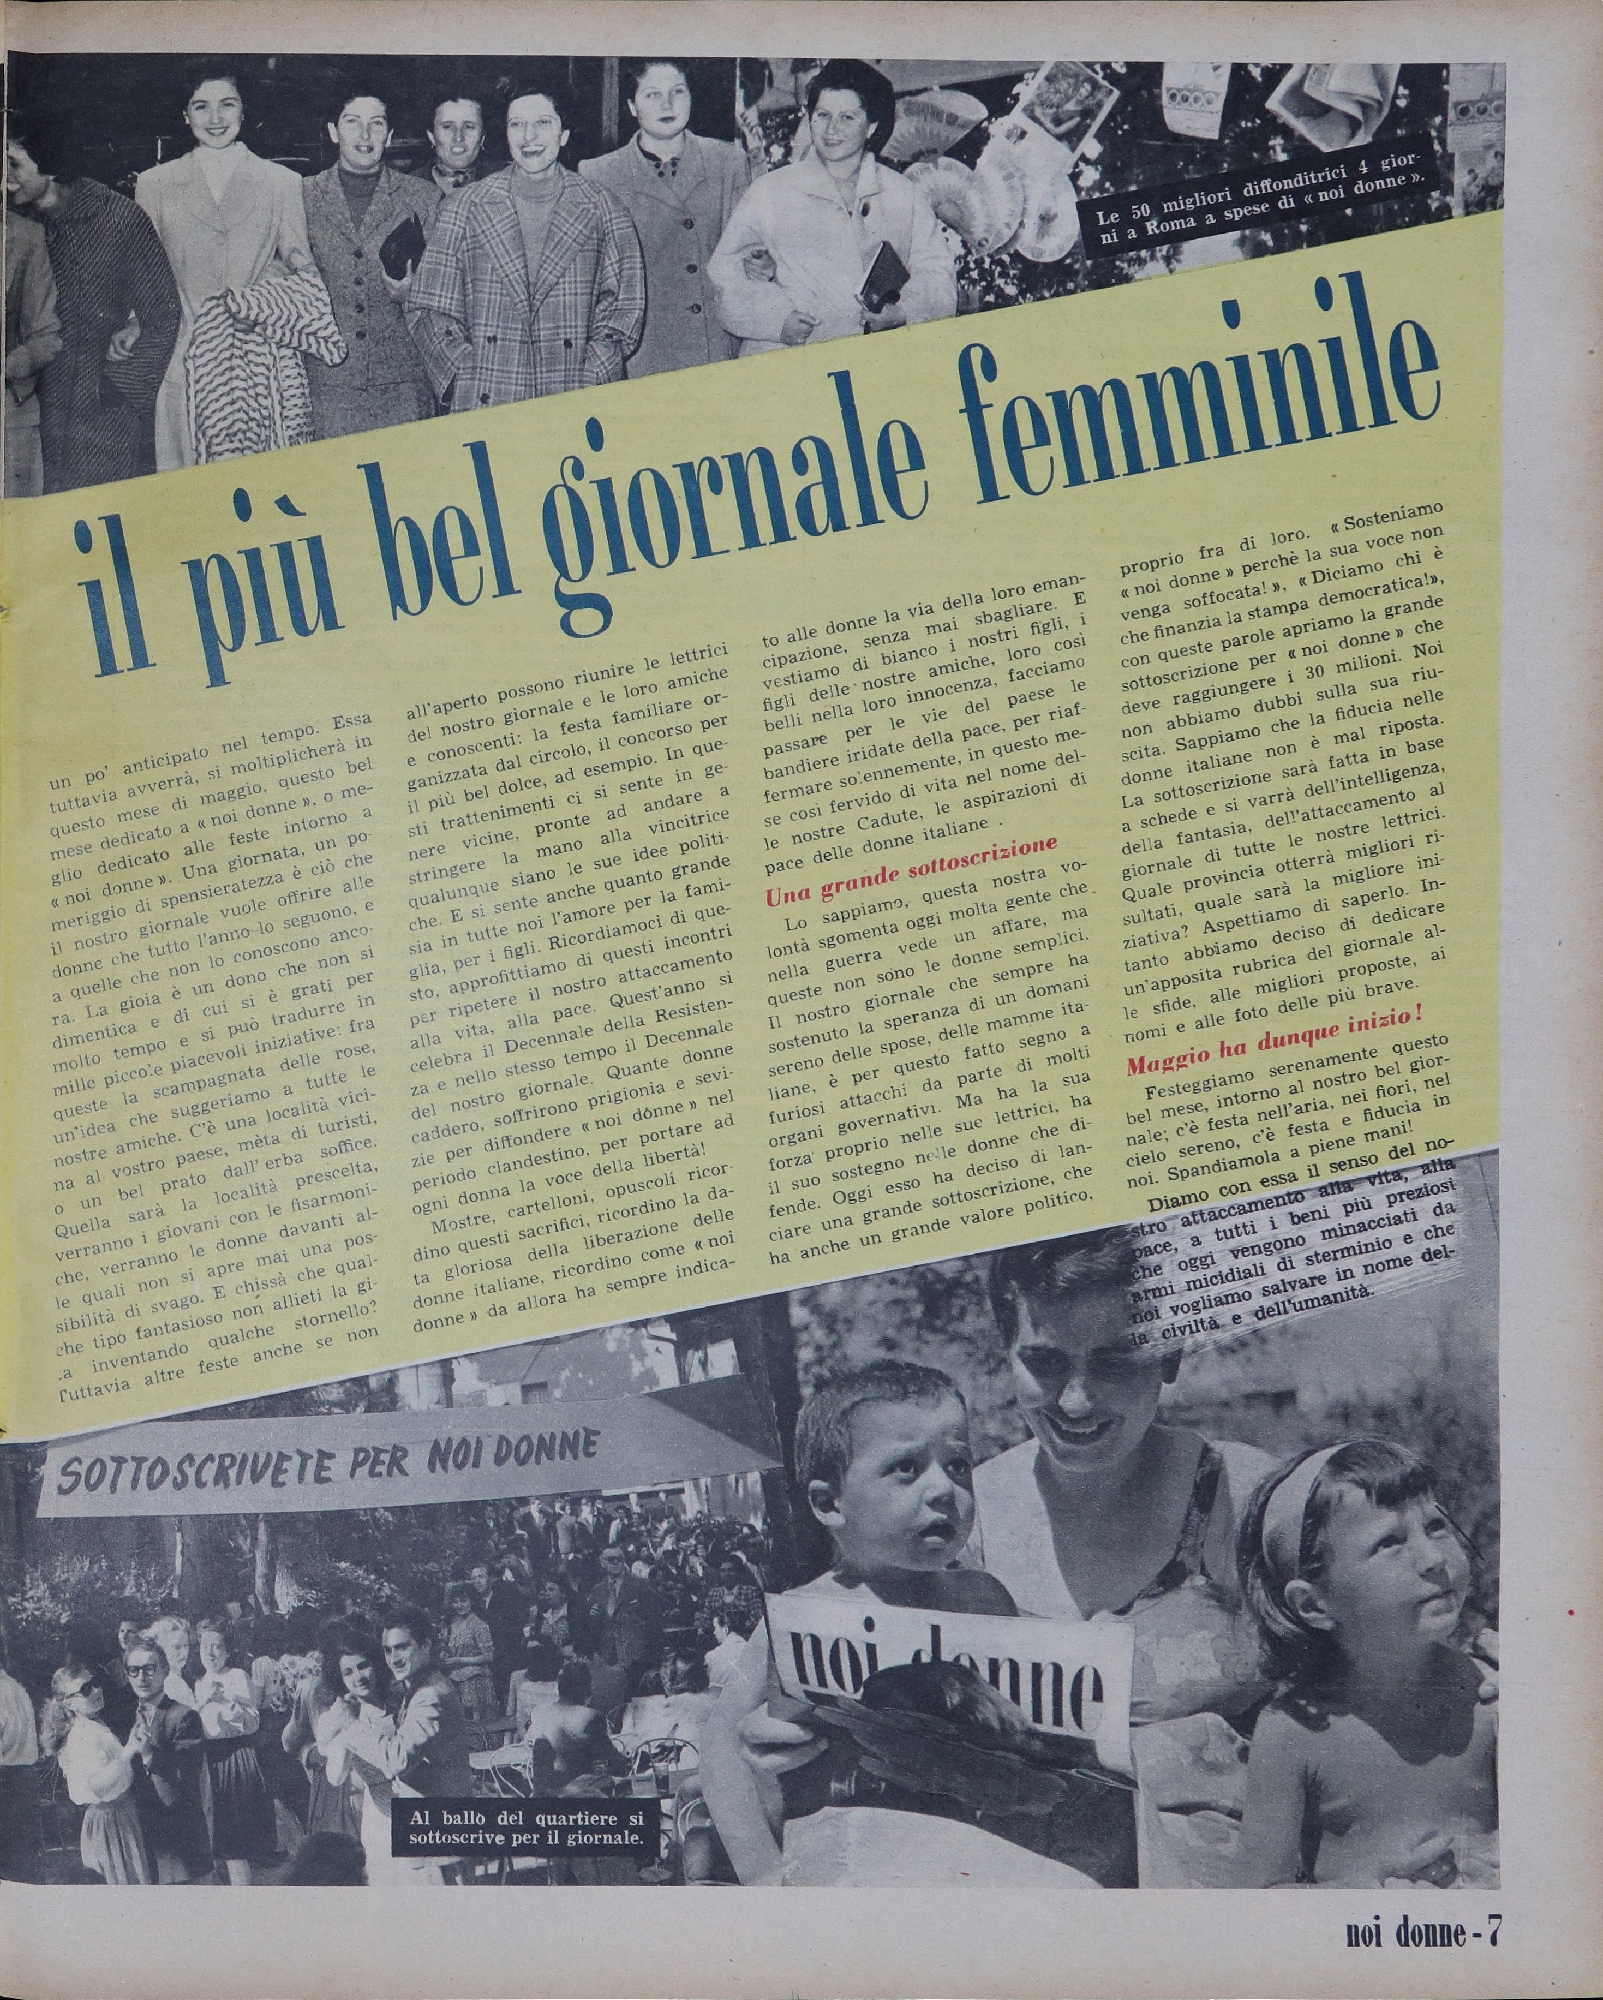 Le 50 migliori diffonditrici 4 gior-
ni a Roma a spese di « noi donne ».
il più bel giornale femminile
un po' anticipato nel tempo. Essa
tuttavia avverrà, si moltiplicherà in
questo mese di maggio, questo bel
mese dedicato a « noi donne », o me-
glio dedicato alle feste intorno a
« noi donne ». Una giornata, un po-
meriggio di spensieratezza è ciò che
il nostro giornale vuole offrire alle
donne che tutto l'anno lo seguono, e
a quelle che non lo conoscono anco-
ra. La gioia è un dono che non si
dimentica e di cui si è grati per
molto tempo e si può tradurre in
mille piccole piacevoli iniziative: fra
queste la scampagnata delle rose,
un'idea che suggeriamo a tutte le
nostre amiche. C'è una località vici-
na al vostro paese, mèta di turisti,
o un bel prato dall'erba soffice.
Quella sarà la località prescelta,
verranno i giovani con le fisarmoni-
che, verranno le donne davanti al-
le quali non si apre mai una pos-
sibilità di svago. E chissà che qual-
che tipo fantasioso non allieti la gi-
.a inventando qualche stornello?
Tuttavia altre feste anche se non
all'aperto possono riunire le lettrici
del nostro giornale e le loro amiche
e conoscenti: la festa familiare or-
ganizzata dal circolo, il concorso per
il più bel dolce, ad esempio. In que-
sti trattenimenti ci si sente in ge-
nere vicine, pronte ad andare a
stringere la mano alla vincitrice
qualunque siano le sue idee politi-
che. E si sente anche quanto grande
sia in tutte noi l'amore per la fami-
glia, per i figli. Ricordiamoci di que-
sto, approfittiamo di questi incontri
per ripetere il nostro attaccamento
alla vita, alla pace. Quest'anno si
celebra il Decennale della Resisten-
za e nello stesso tempo il Decennale
del nostro giornale. Quante donne
caddero, soffrirono prigionia e sevi-
zie per diffondere « noi donne » nel
periodo clandestino, per portare ad
ogni donna la voce della libertà!
Mostre, cartelloni, opuscoli ricor-
dino questi sacrifici, ricordino la da-
ta gloriosa della liberazione delle
donne italiane, ricordino come « noi
donne » da allora ha sempre indica-
to alle donne la via della loro eman-
cipazione, senza mai sbagliare. E
vestiamo di bianco i nostri figli, i
figli delle nostre amiche, loro così
belli nella loro innocenza, facciamo
passare per le vie del paese le
bandiere iridate della pace, per riaf-
fermare solennemente, in questo me-
se così fervido di vita nel nome del-
le nostre Cadute, le aspirazioni di
pace delle donne italiane .
Una grande sottoscrizione
Lo sappiamo, questa nostra vo-
lontà sgomenta oggi molta gente che
nella guerra vede un affare, ma
queste non sono le donne semplici.
Il nostro giornale che sempre ha
sostenuto la speranza di un domani
sereno delle spose, delle mamme ita-
liane, è per questo fatto segno a
furiosi attacchi da parte di molti
organi governativi. Ma ha la sua
forza proprio nelle sue lettrici, ha
il suo sostegno nelle donne che di-
fende. Oggi esso ha deciso di lan-
ciare una grande sottoscrizione, che
ha anche un grande valore politico,
proprio fra di loro. « Sosteniamo
« noi donne » perchè la sua voce non
venga soffocata! », « Diciamo chi è
che finanzia la stampa democratica!»,
con queste parole apriamo la grande
sottoscrizione per « noi donne » che
deve raggiungere i 30 milioni. Noi
non abbiamo dubbi sulla sua riu-
scita. Sappiamo che la fiducia nelle
donne italiane non è mal riposta.
La sottoscrizione sarà fatta in base
a schede e si varrà dell'intelligenza,
della fantasia, dell'attaccamento al
giornale di tutte le nostre lettrici.
Quale provincia otterrà migliori ri-
sultati, quale sarà la migliore ini-
ziativa? Aspettiamo di saperlo. In-
tanto abbiamo deciso di dedicare
un'apposita rubrica del giornale al-
le sfide, alle migliori proposte, ai
nomi e alle foto delle più brave.
Maggio ha dunque inizio!
Festeggiamo serenamente questo
bel mese, intorno al nostro bel gior-
nale; c'è festa nell'aria, nei fiori, nel
cielo sereno, c'è festa e fiducia in
noi. Spandiamola a piene mani!
Diamo con essa il senso del no-
stro attaccamento alla vita, alla
pace, a tutti i beni più preziosi
che oggi vengono minacciati da
armi micidiali di sterminio e che
noi vogliamo salvare in nome del-
la civiltà e dell'umanità.
SOTTOSCRIVETE PER NOI DONNE
noi donne
Al ballo del quartiere si
sottoscrive per il giornale.
noi donne - 7